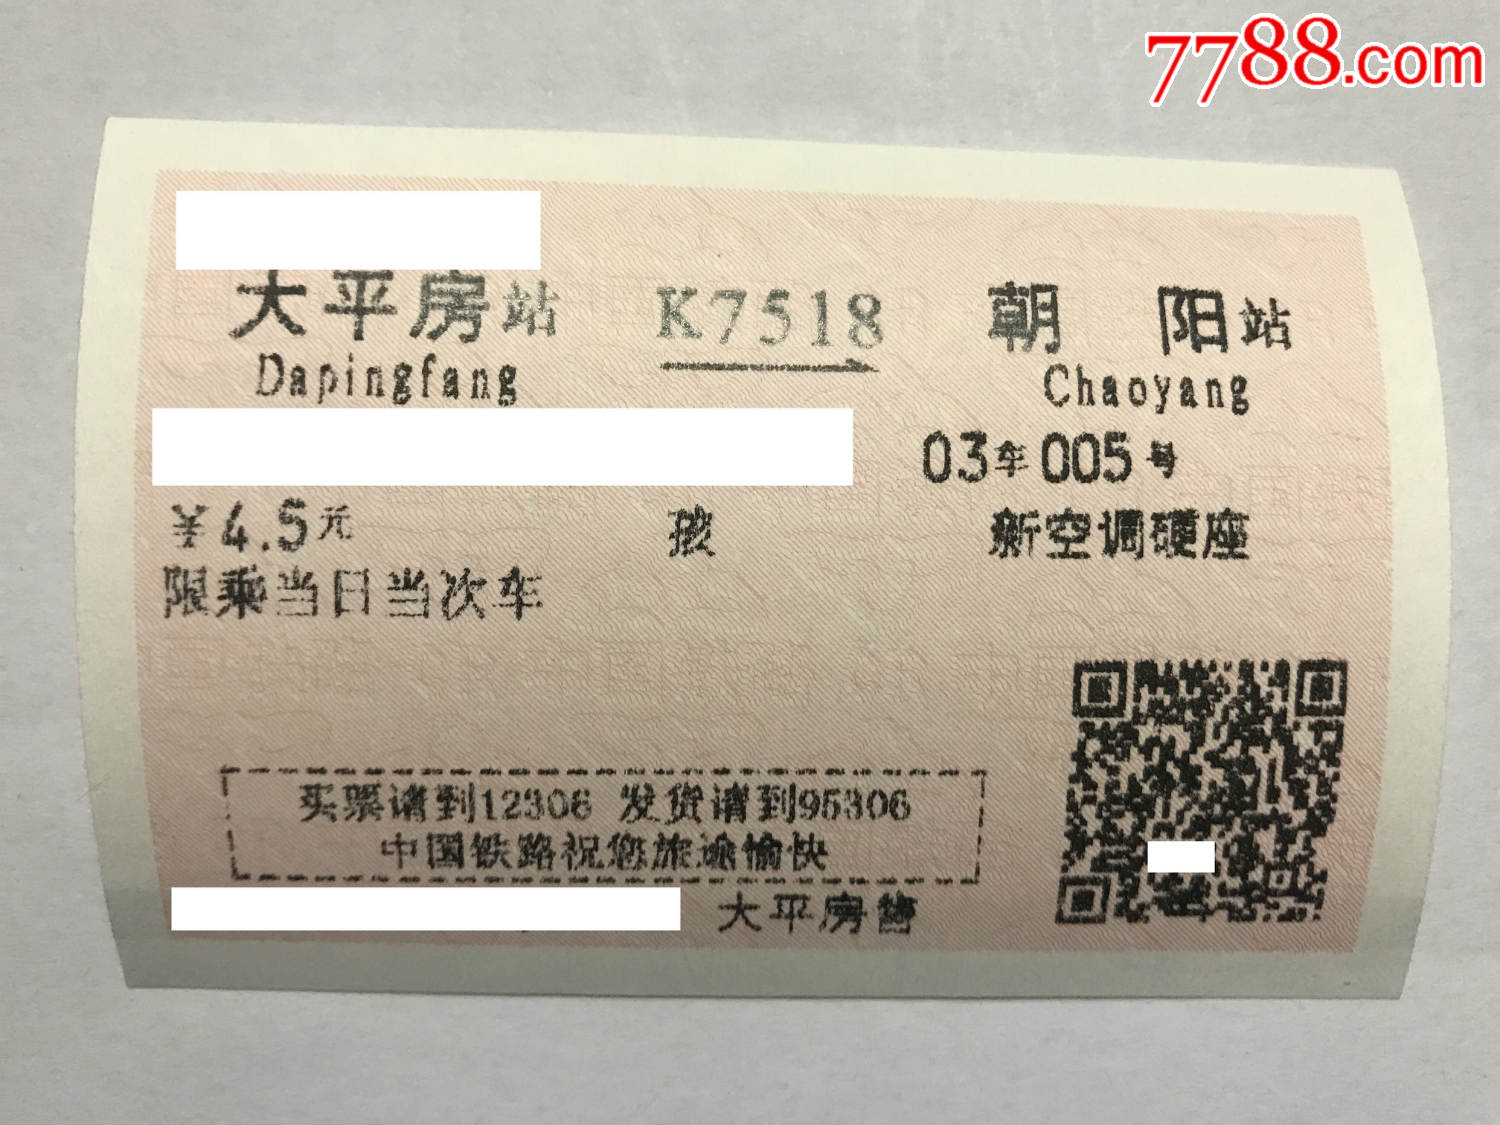 7788.com
大平房站 K7518 朝阳站
Dapingfang Chaoyang
03车005号
¥4.5元 孩 新空调硬座
限乘当日当次车
买票请到12306 发货请到95306
中国铁路祝您旅途愉快
大平房售